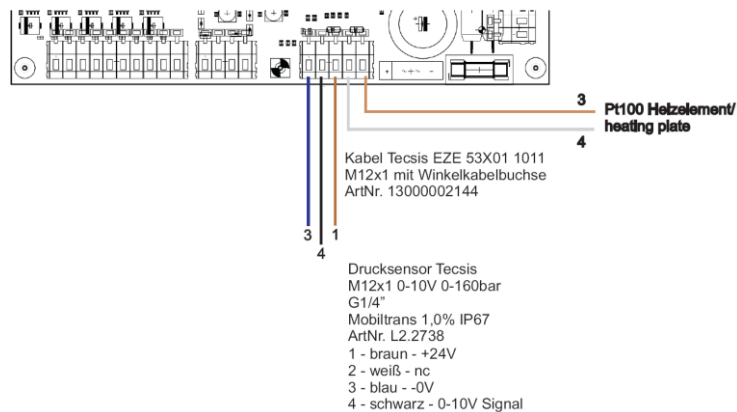 3
Pt100 Heizelement/
heating plate
4
Kabel Tecsis EZE 53X01 1011
M12x1 mit Winkelkabelbuchse
ArtNr. 13000002144
3
4
1
Drucksensor Tecsis
M12x1 0-10V 0-160bar
G1/4"
Mobiltrans 1,0% IP67
ArtNr. L2.2738
1 - braun - +24V
2 - weiß - nc
3 - blau - -0V
4 - schwarz - 0-10V Signal